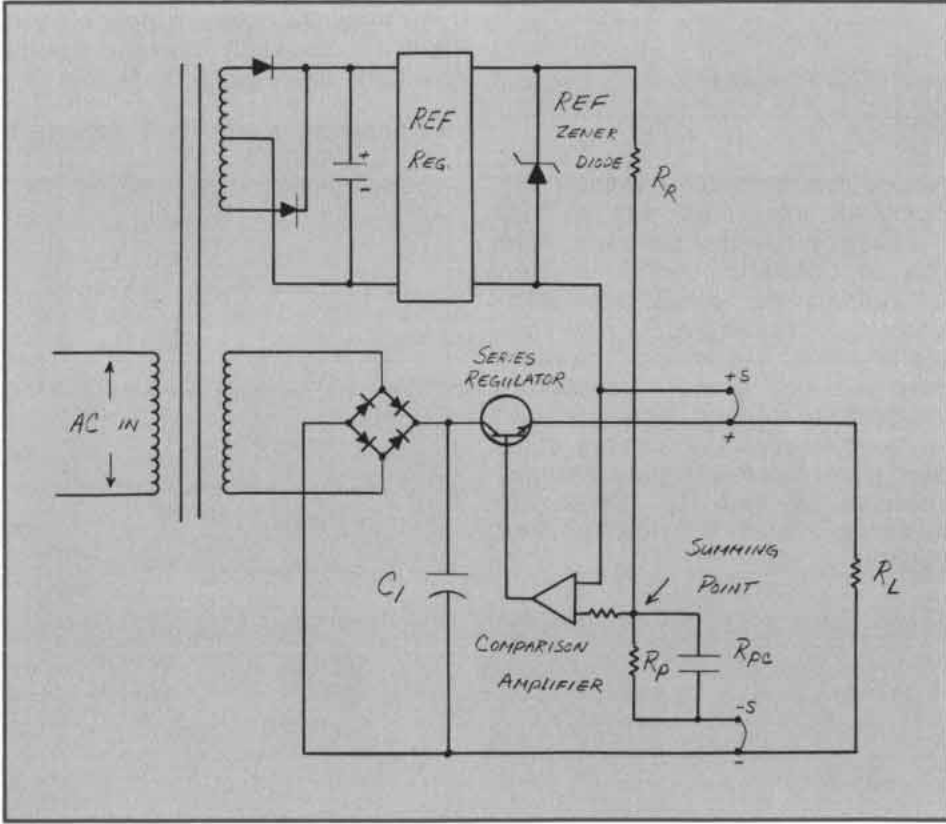 REF
REG.
+
-
REF
ZENER
DIODE
R_R
AC IN
SERIES
REGULATOR
+S
+
C_1
SUMMING
POINT
R_L
COMPARISON
AMPLIFIER
R_P
R_PC
-S
-